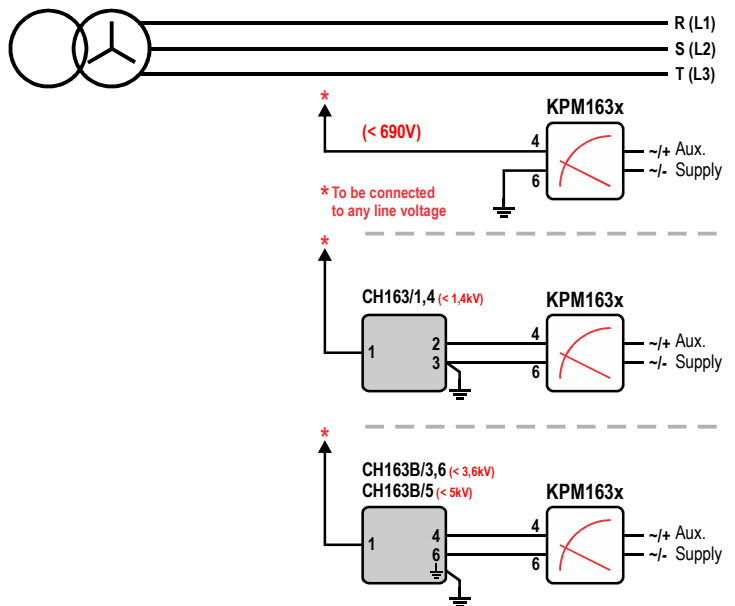 R (L1)
S (L2)
T (L3)
*
(< 690V)
KPM163x
4
6
~/+ Aux.
~/- Supply
* To be connected
to any line voltage
*
CH163/1,4 (< 1,4kV)
KPM163x
1
2
3
4
6
~/+ Aux.
~/- Supply
*
CH163B/3,6 (< 3,6kV)
CH163B/5 (< 5kV)
KPM163x
1
4
6
4
6
~/+ Aux.
~/- Supply